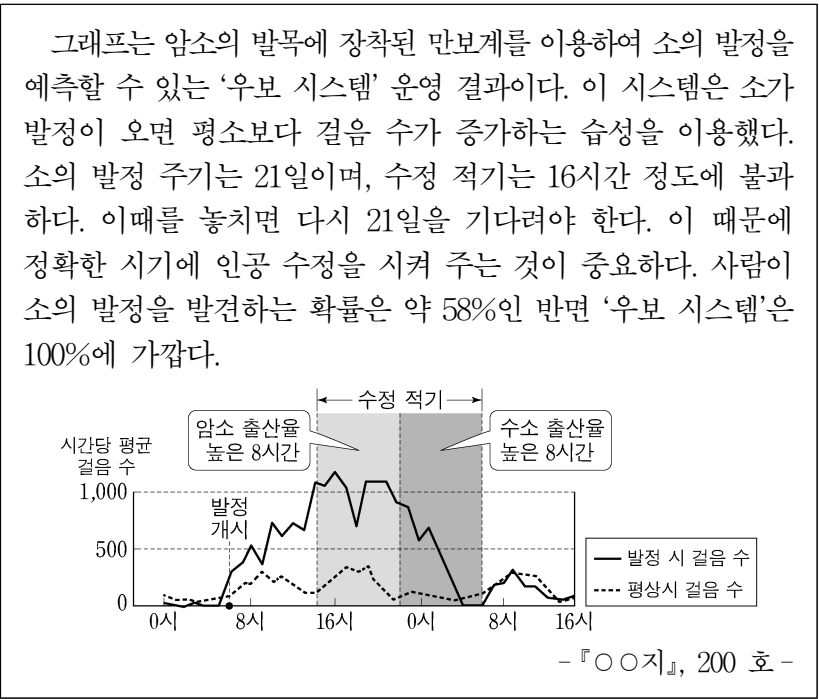 그래프는 암소의 발목에 장착된 만보계를 이용하여 소의 발정을
예측할 수 있는 ‘우보 시스템’ 운영 결과이다. 이 시스템은 소가
발정이 오면 평소보다 걸음 수가 증가하는 습성을 이용했다.
소의 발정 주기는 21일이며, 수정 적기는 16시간 정도에 불과
하다. 이때를 놓치면 다시 21일을 기다려야 한다. 이 때문에
정확한 시기에 인공 수정을 시켜 주는 것이 중요하다. 사람이
소의 발정을 발견하는 확률은 약 58%인 반면 ‘우보 시스템’은
100%에 가깝다.
수정 적기
암소 출산율
높은 8시간
수소 출산율
높은 8시간
시간당 평균
걸음 수
1,000
500
0
발정
개시
0시 8시 16시 0시 8시 16시
발정 시 걸음 수
평상시 걸음 수
-『○○지』, 200 호-